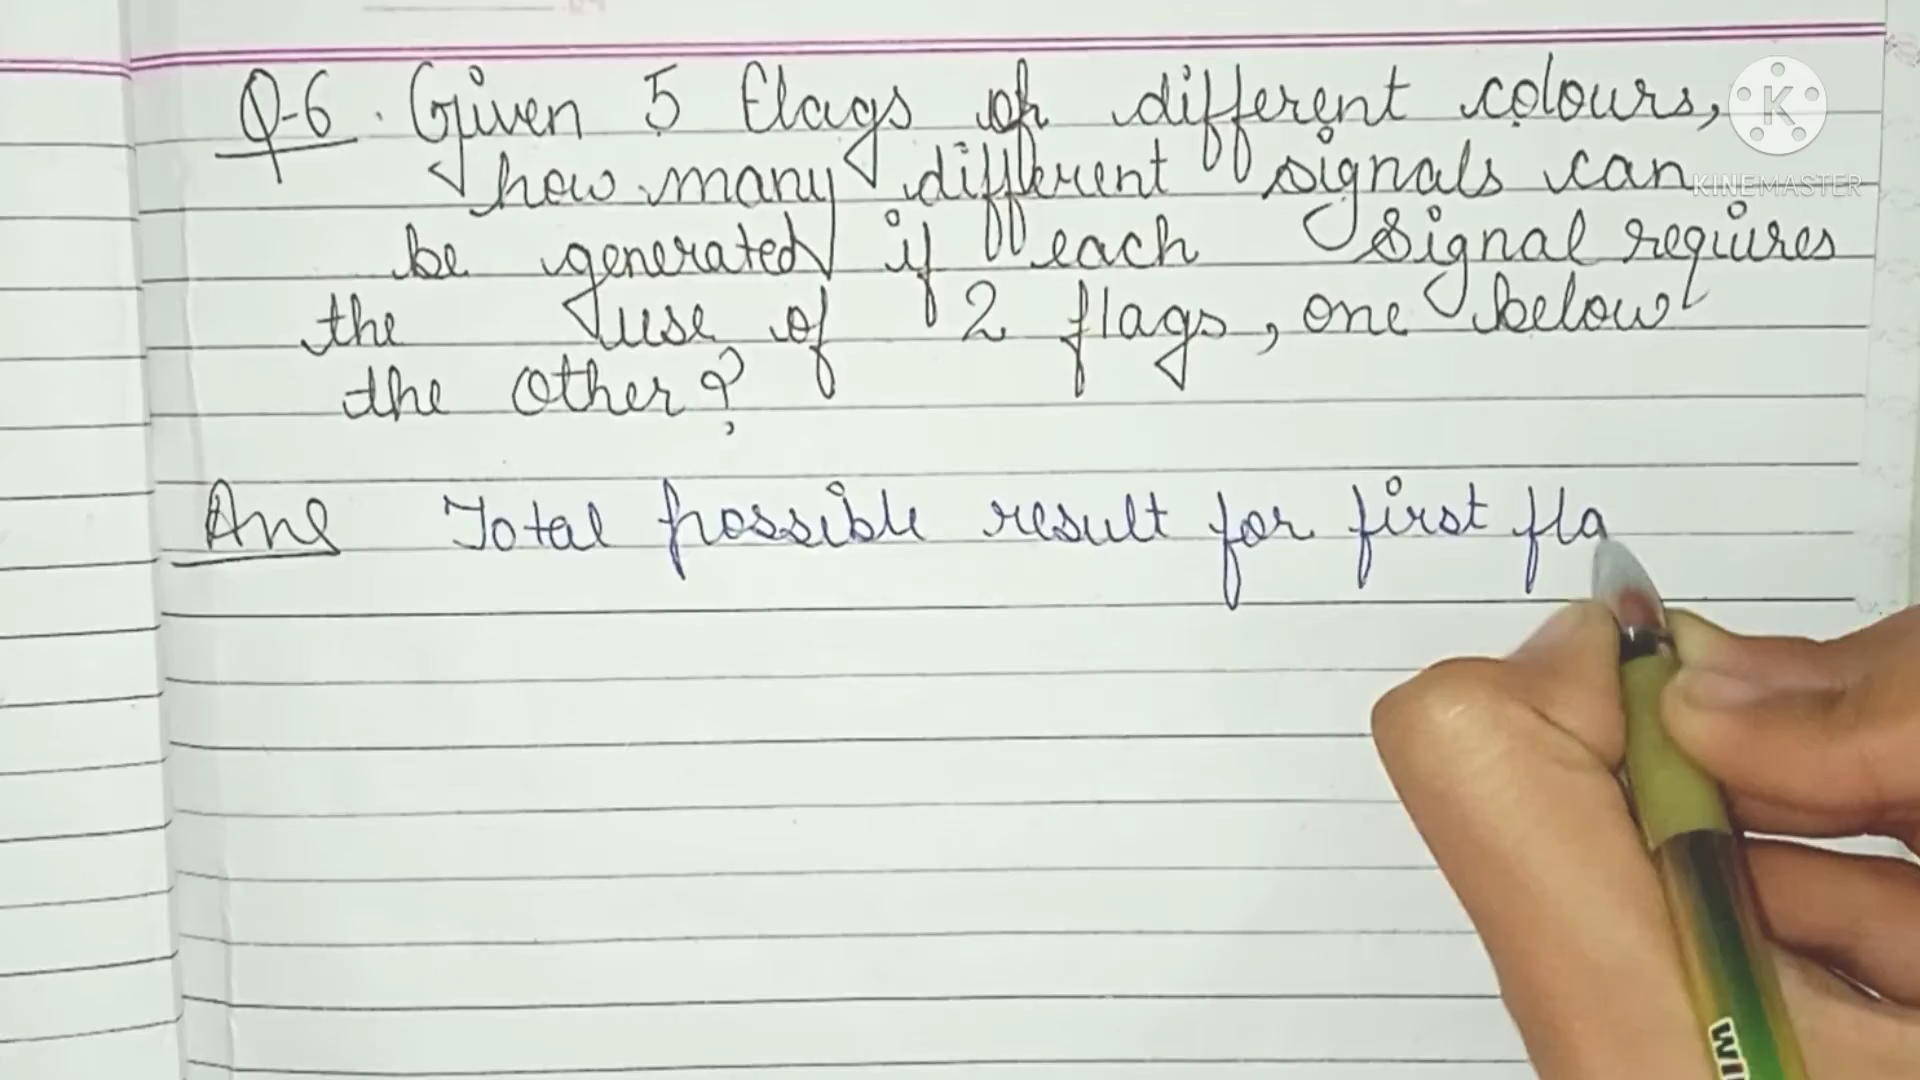 Q-6. Given 5 flags of different colours,
how many different signals can
be generated if each signal requires
the use of 2 flags, one below
the other?
Ans Total possible result for first fla
K
KINEMASTER
WI